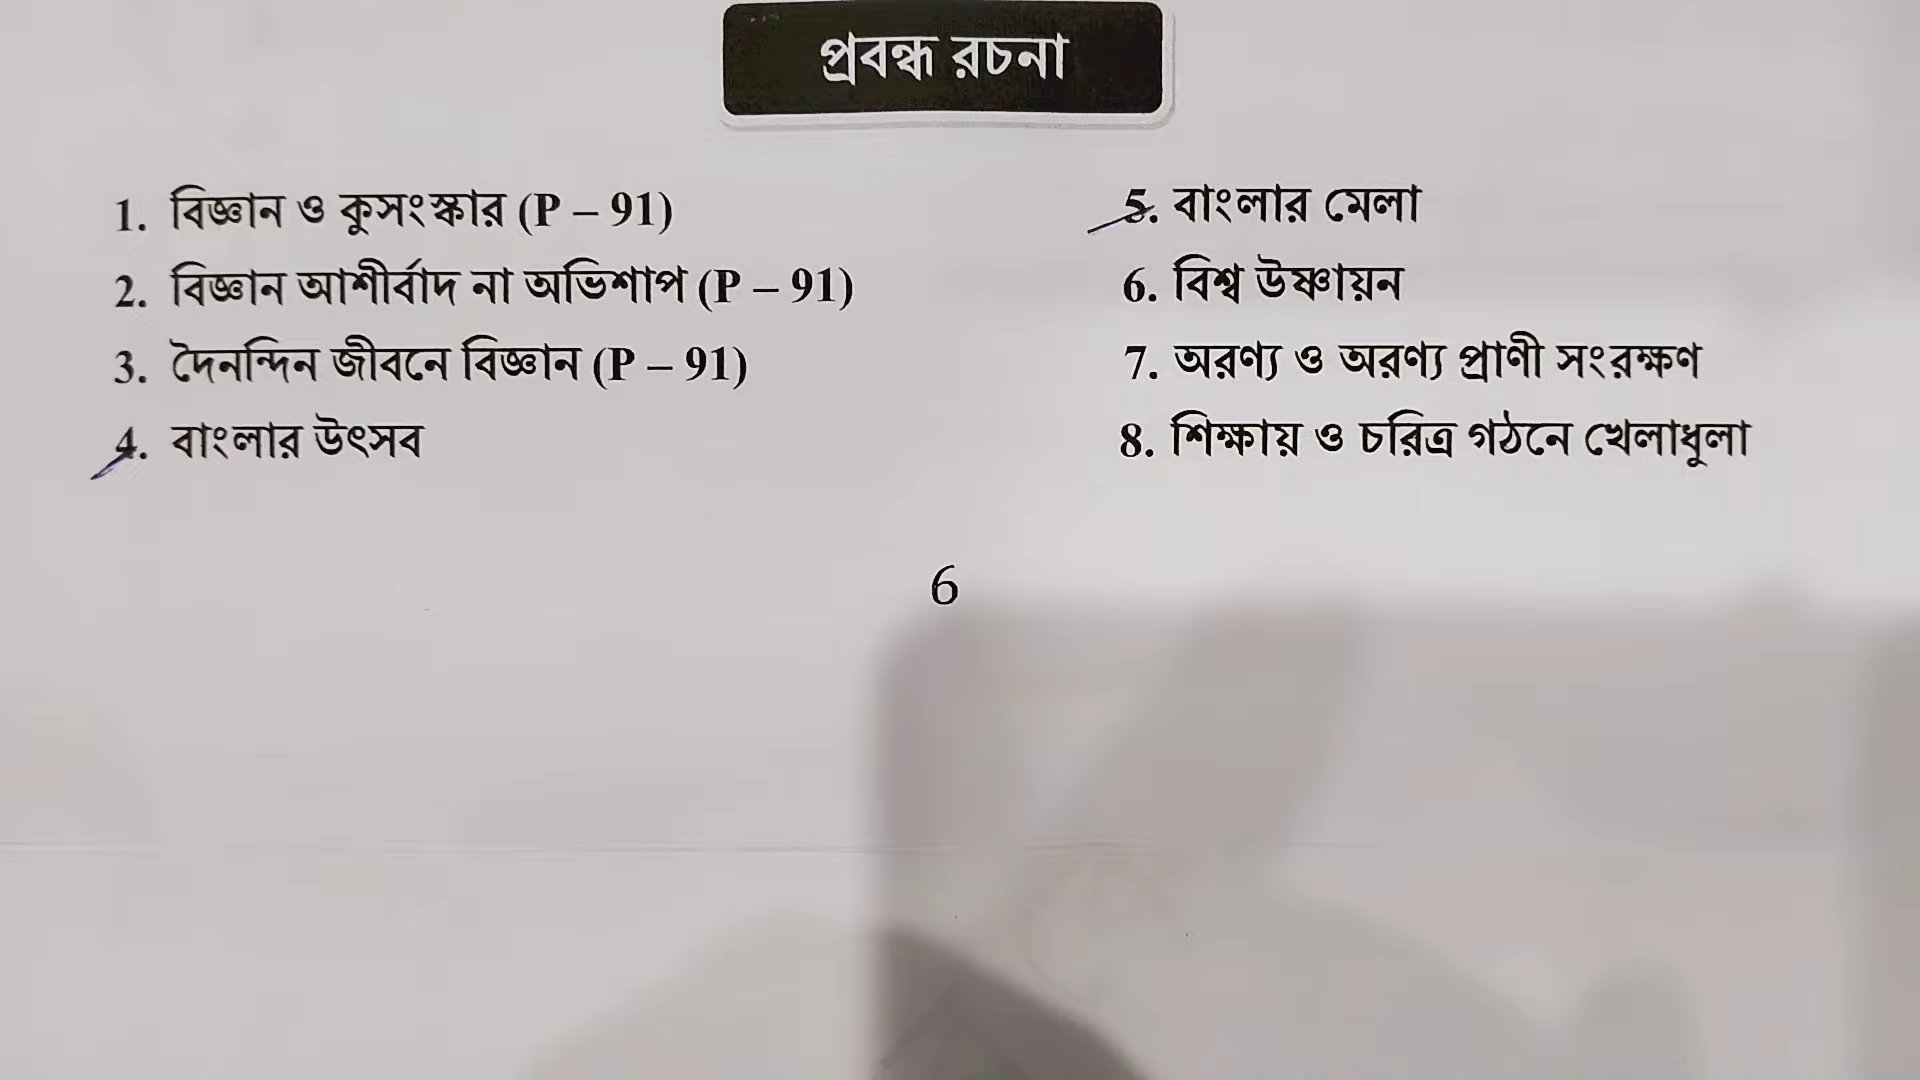 প্রবন্ধ রচনা
1. বিজ্ঞান ও কুসংস্কার (P – 91)
2. বিজ্ঞান আশীর্বাদ না অভিশাপ (P – 91)
3. দৈনন্দিন জীবনে বিজ্ঞান (P – 91)
4. বাংলার উৎসব
5. বাংলার মেলা
6. বিশ্ব উষ্ণায়ন
7. অরণ্য ও অরণ্য প্রাণী সংরক্ষণ
8. শিক্ষায় ও চরিত্র গঠনে খেলাধুলা
6